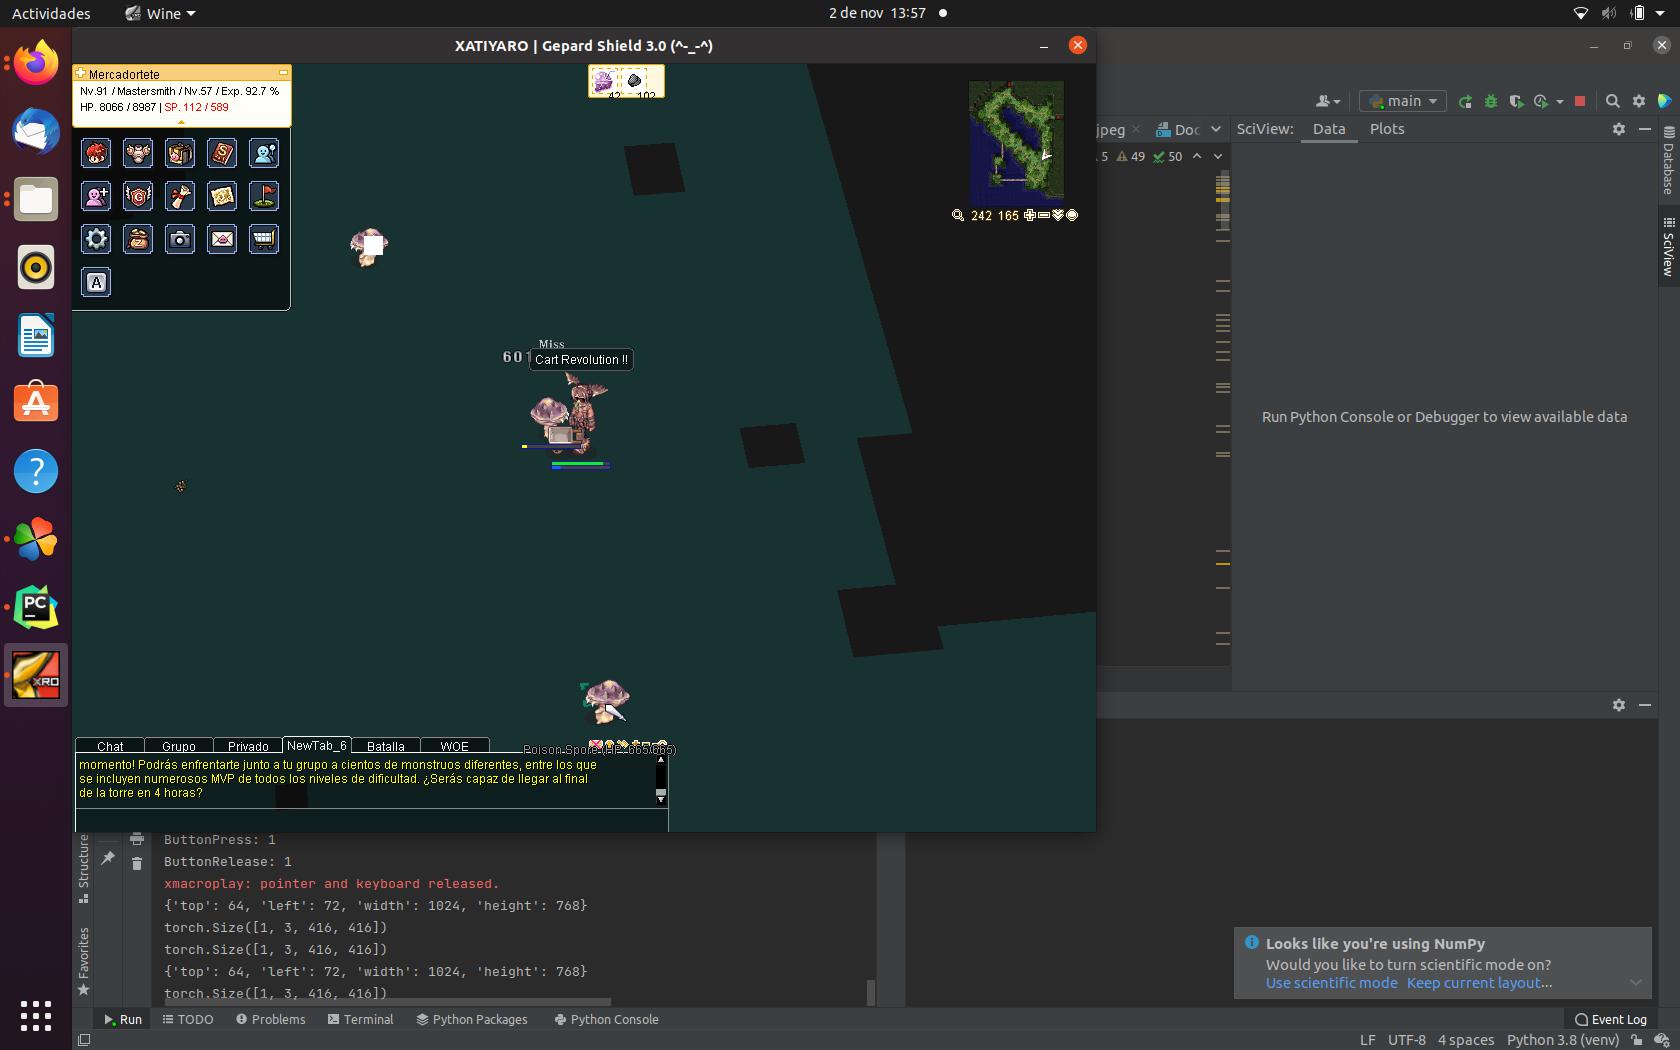 Actividades
Wine
2 de nov 13:57
XATIYARO | Gepard Shield 3.0 (^-_-^)
Mercadortete
Nv.91 / Mastersmith / Nv.57 / Exp. 92.7 %
HP. 8066 / 8987 | SP. 112 / 589
42 102
A
242 165
Miss
601
Cart Revolution !!
Poison Spore (HP: 665/665)
Chat Grupo Privado NewTab_6 Batalla WOE
momento! Podrás enfrentarte junto a tu grupo a cientos de monstruos diferentes, entre los que
se incluyen numerosos MVP de todos los niveles de dificultad. ¿Serás capaz de llegar al final
de la torre en 4 horas?
main
jpeg
Doc
SciView: Data Plots
5 49 50
Database
SciView
Run Python Console or Debugger to view available data
PC
XRO
Structure
Favorites
ButtonPress: 1
ButtonRelease: 1
xmacroplay: pointer and keyboard released.
{'top': 64, 'left': 72, 'width': 1024, 'height': 768}
torch.Size([1, 3, 416, 416])
torch.Size([1, 3, 416, 416])
{'top': 64, 'left': 72, 'width': 1024, 'height': 768}
torch.Size([1, 3, 416, 416])
Looks like you're using NumPy
Would you like to turn scientific mode on?
Use scientific mode Keep current layout...
Run TODO Problems Terminal Python Packages Python Console
Event Log
LF UTF-8 4 spaces Python 3.8 (venv)